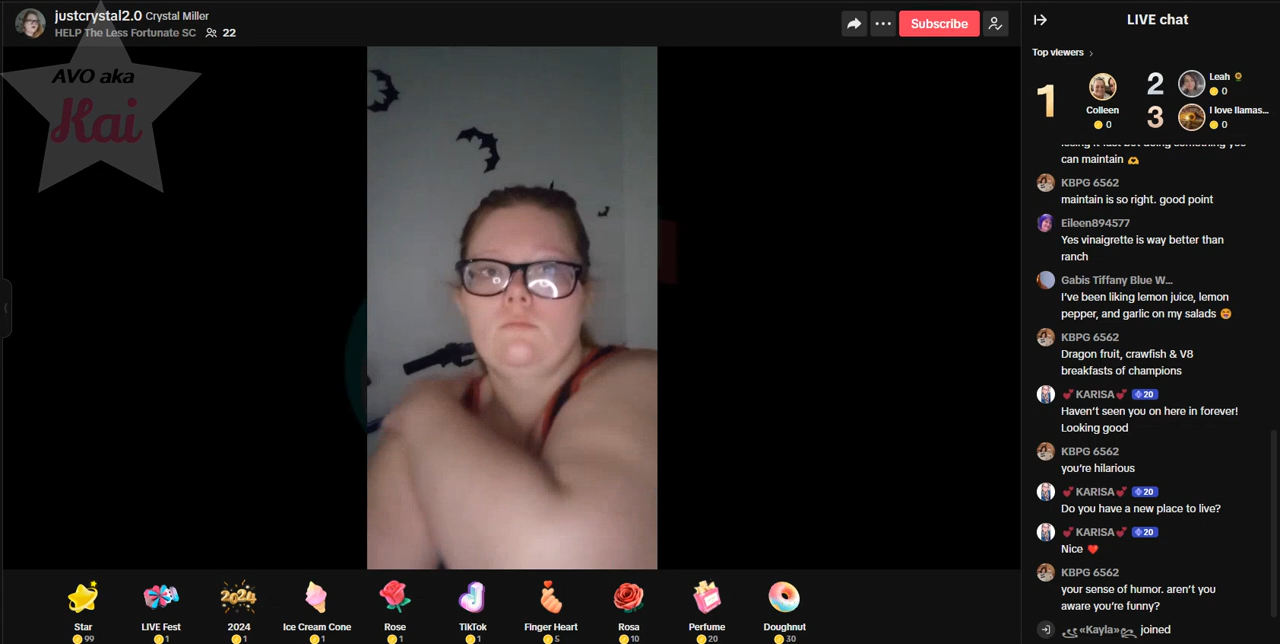 justcrystal2.0 Crystal Miller
HELP The Less Fortunate SC 22
Subscribe
AVO aka
Kai
LIVE chat
Top viewers
1
Colleen
0
2
Leah
0
3
I love llamas...
0
can maintain
KBPG 6562
maintain is so right. good point
Eileen894577
Yes vinaigrette is way better than
ranch
Gabis Tiffany Blue W...
I've been liking lemon juice, lemon
pepper, and garlic on my salads
KBPG 6562
Dragon fruit, crawfish & V8
breakfasts of champions
KARISA 20
Haven't seen you on here in forever!
Looking good
KBPG 6562
you're hilarious
KARISA 20
Do you have a new place to live?
KARISA 20
Nice
KBPG 6562
your sense of humor. aren't you
aware you're funny?
«Kayla» joined
2024
Star
99
LIVE Fest
1
2024
1
Ice Cream Cone
1
Rose
1
TikTok
1
Finger Heart
5
Rosa
10
Perfume
20
Doughnut
30